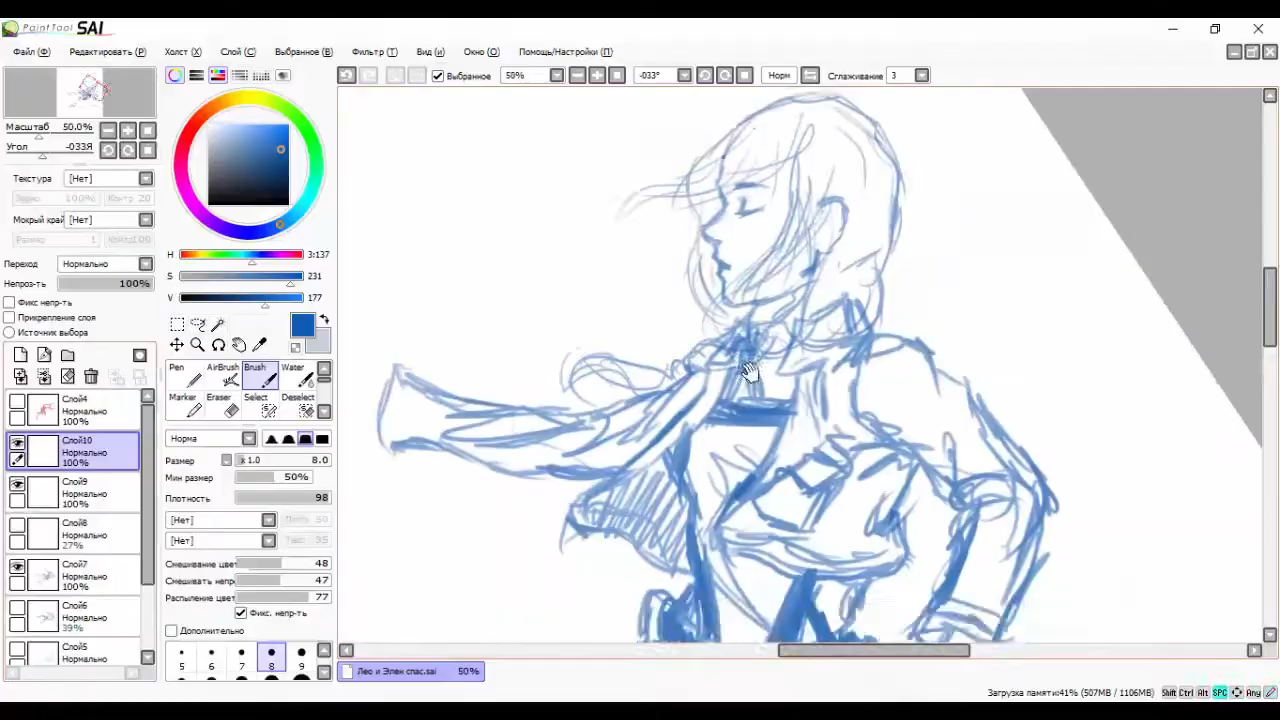 PaintTool SAI
Файл (Ф) Редактировать (Р) Холст (X) Слой (С) Выбранное (В) Фильтр (Т) Вид (и) Окно (О) Помощь/Настройки (П)
Выбранное 50% -033° Норм Сглаживание 3
Масштаб 50.0%
Угол -033Я
Текстура [Нет]
100% 20
Мокрый край [Нет]
Размер 1
Переход Нормально
Непроз-ть 100%
Фикс непр-ть
Прикрепление слоя
Источник выбора
Слой4
Нормально
100%
Слой10
Нормально
100%
Слой9
Нормально
100%
Слой8
Нормально
27%
Слой7
Нормально
100%
Слой6
Нормально
39%
Слой5
Нормально
H 3:137
S 231
V 177
Pen AirBrush Brush Water
Marker Eraser Select Deselect
Норма
Размер x 1.0 8.0
Мин размер 50%
Плотность 98
[Нет] 50
[Нет] 95
Смешивание цвет 48
Смешивать непр 47
Распыление цвет 77
Фикс. непр-ть
Дополнительно
5 6 7 8 9
Лео и Элен спас.sai 50%
Загрузка памяти:41% (507MB / 1106MB) Shift Ctrl Alt SPC Any